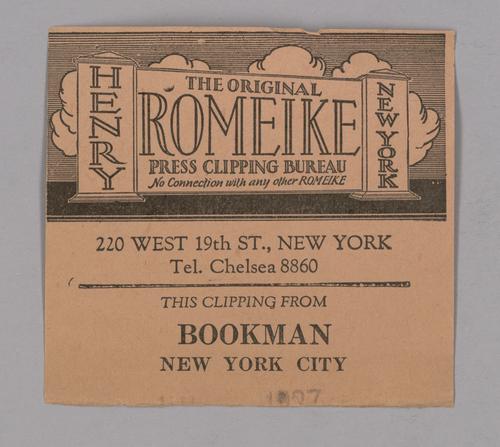 HENRY
THE ORIGINAL
ROMEIKE
PRESS CLIPPING BUREAU
No Connection with any other ROMEIKE
NEW YORK
220 WEST 19th ST., NEW YORK
Tel. Chelsea 8860
THIS CLIPPING FROM
BOOKMAN
NEW YORK CITY